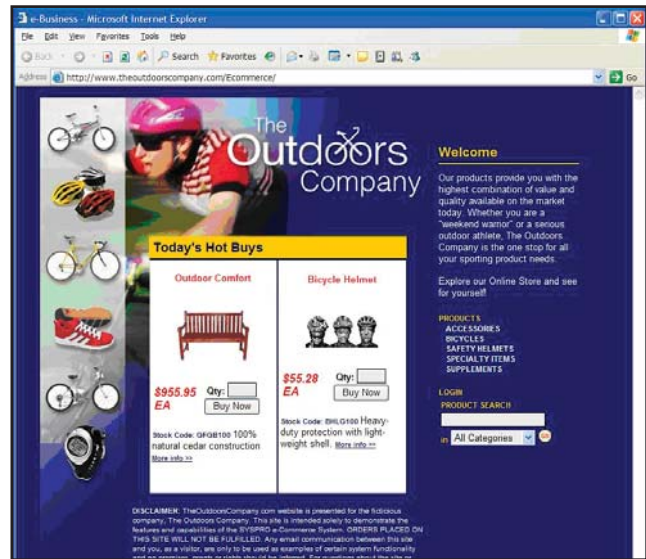 e-Business - Microsoft Internet Explorer
File Edit View Favorites Tools Help
Back Search Favorites
Address http://www.theoutdoorscompany.com/Ecommerce/ Go
The
Outdoors
Company
Welcome
Our products provide you with the
highest combination of value and
quality available on the market
today. Whether you are a
"weekend warrior" or a serious
outdoor athlete, The Outdoors
Company is the one stop for all
your sporting product needs.
Explore our Online Store and see
for yourself!
PRODUCTS
ACCESSORIES
BICYCLES
SAFETY HELMETS
SPECIALTY ITEMS
SUPPLEMENTS
LOGIN
PRODUCT SEARCH
in All Categories GO
Today's Hot Buys
Outdoor Comfort
$955.95
EA
Qty:
Buy Now
Stock Code: GFGB100 100%
natural cedar construction
More info >>
Bicycle Helmet
$55.28
EA
Qty:
Buy Now
Stock Code: BHLG100 Heavy-
duty protection with light-
weight shell. More info >>
DISCLAIMER: TheOutdoorsCompany.com website is presented for the ficticious
company, The Outdoors Company. This site is intended solely to demonstrate the
features and capabilities of the SYSPRO e-Commerce System. ORDERS PLACED ON
THIS SITE WILL NOT BE FULFILLED. Any email communication between this site
and you, as a visitor, are only to be used as examples of certain system functionality